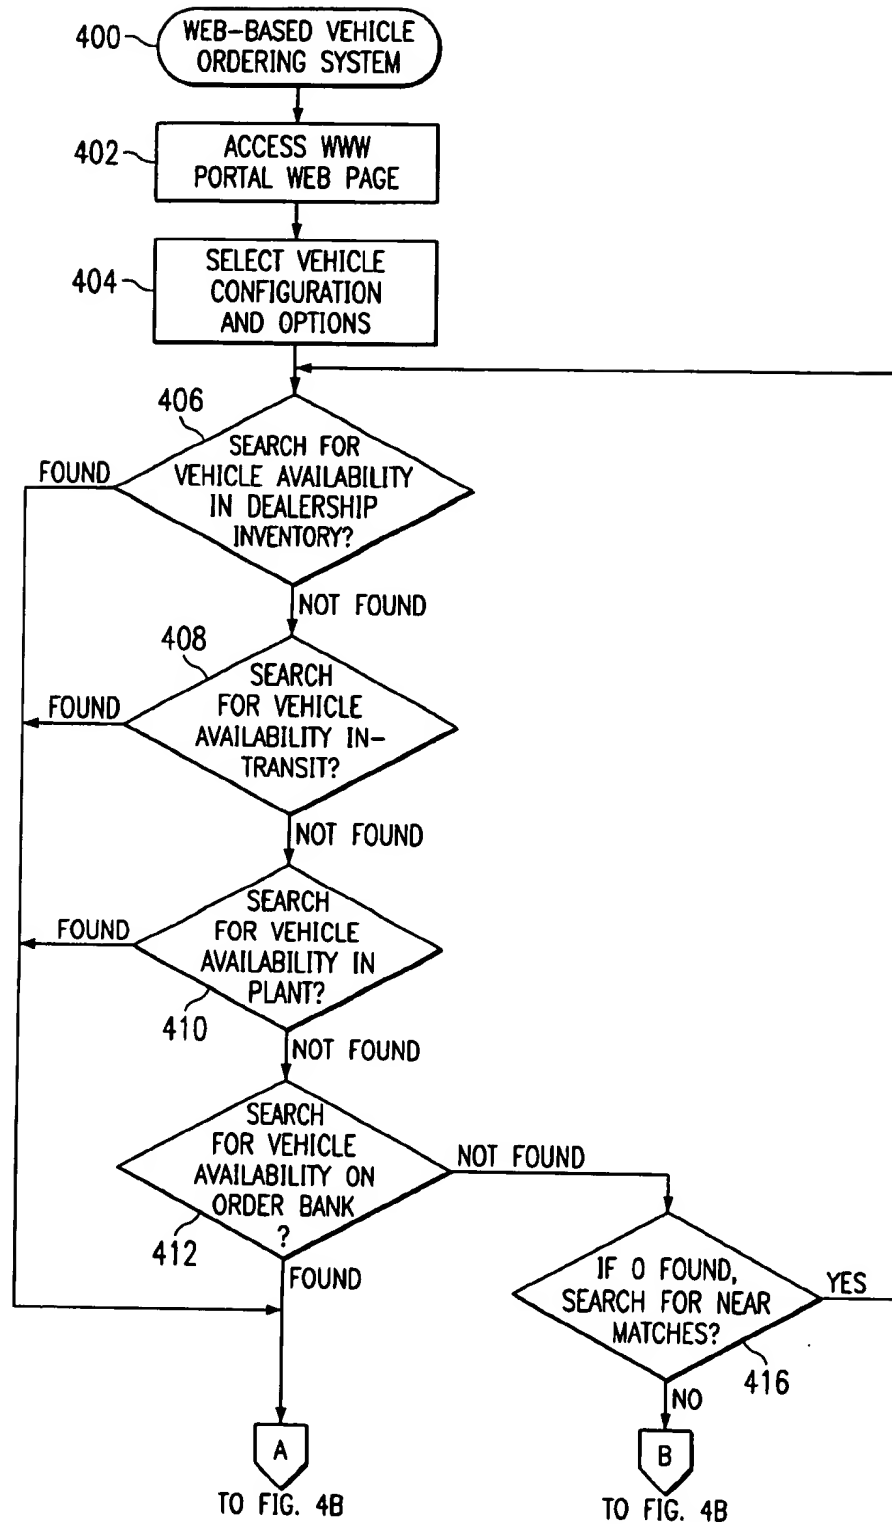 400
WEB-BASED VEHICLE
ORDERING SYSTEM
402
ACCESS WWW
PORTAL WEB PAGE
404
SELECT VEHICLE
CONFIGURATION
AND OPTIONS
406
SEARCH FOR
VEHICLE AVAILABILITY
IN DEALERSHIP
INVENTORY?
FOUND
NOT FOUND
408
SEARCH
FOR VEHICLE
AVAILABILITY IN-
TRANSIT?
FOUND
NOT FOUND
SEARCH
FOR VEHICLE
AVAILABILITY IN
PLANT?
FOUND
410
NOT FOUND
SEARCH
FOR VEHICLE
AVAILABILITY ON
ORDER BANK
?
NOT FOUND
412
FOUND
IF 0 FOUND,
SEARCH FOR NEAR
MATCHES?
YES
416
NO
A
TO FIG. 4B
B
TO FIG. 4B